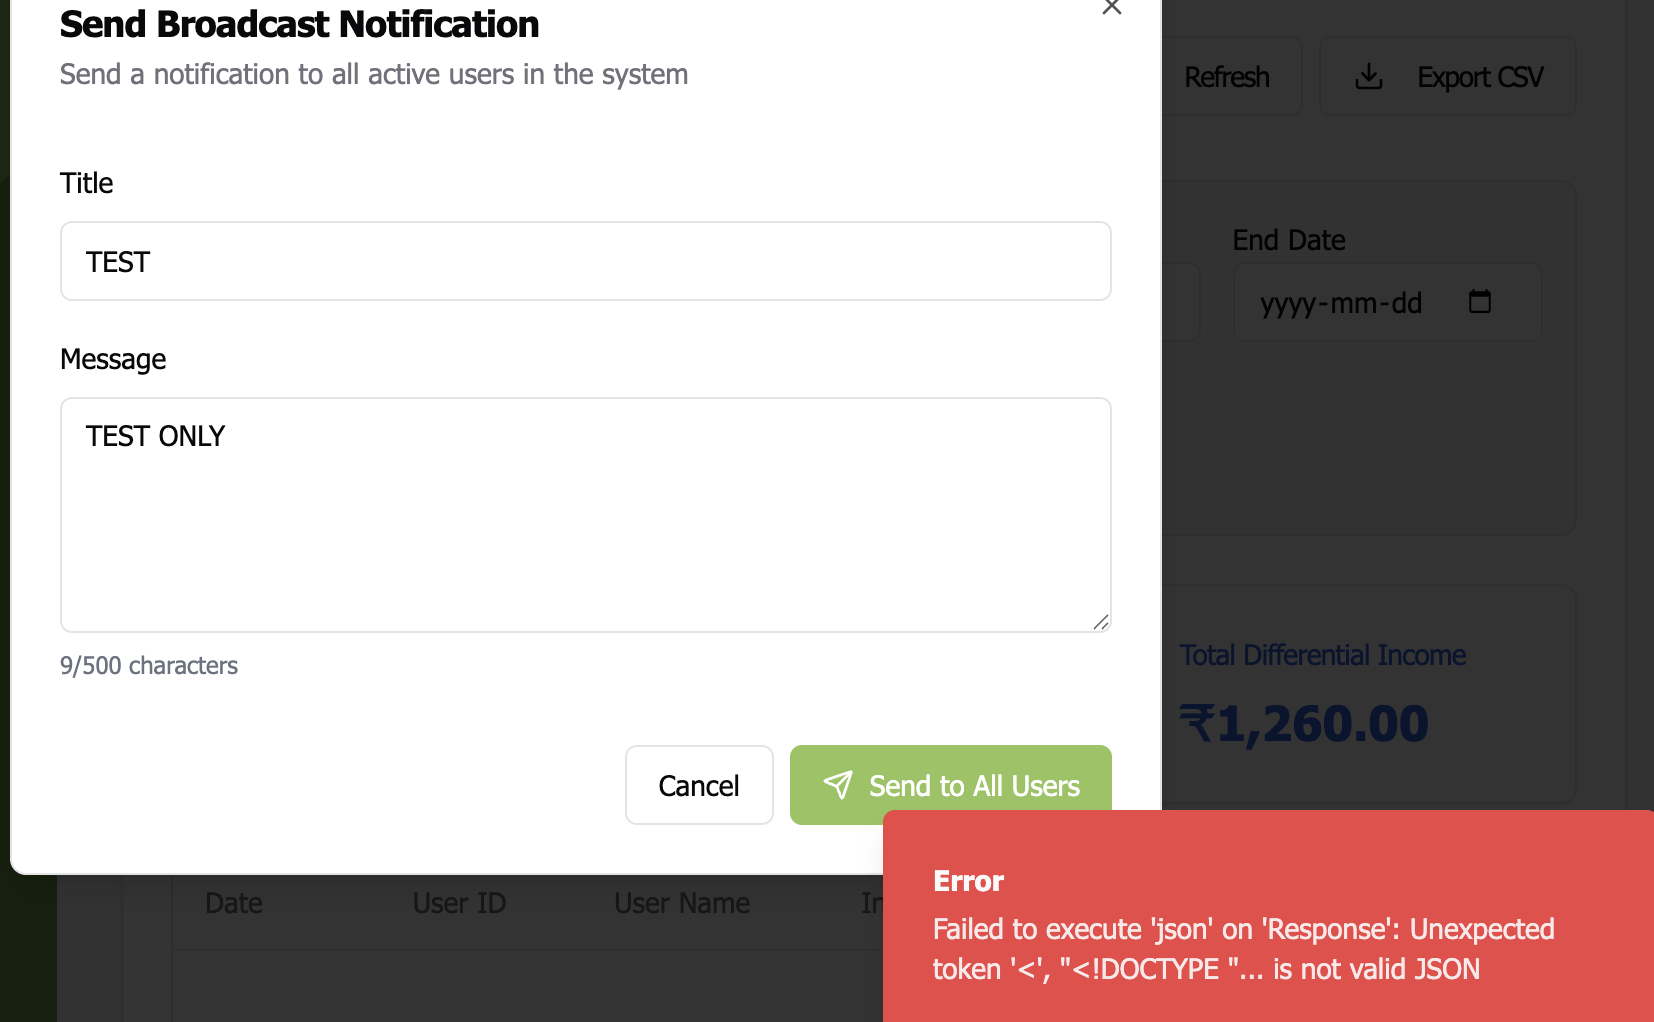 Send Broadcast Notification
Send a notification to all active users in the system
Refresh
Export CSV
Title
TEST
End Date
yyyy-mm-dd
Message
TEST ONLY
9/500 characters
Total Differential Income
₹1,260.00
Cancel
Send to All Users
Date
User ID
User Name
Error
Failed to execute 'json' on 'Response': Unexpected
token '<', "<!DOCTYPE "... is not valid JSON